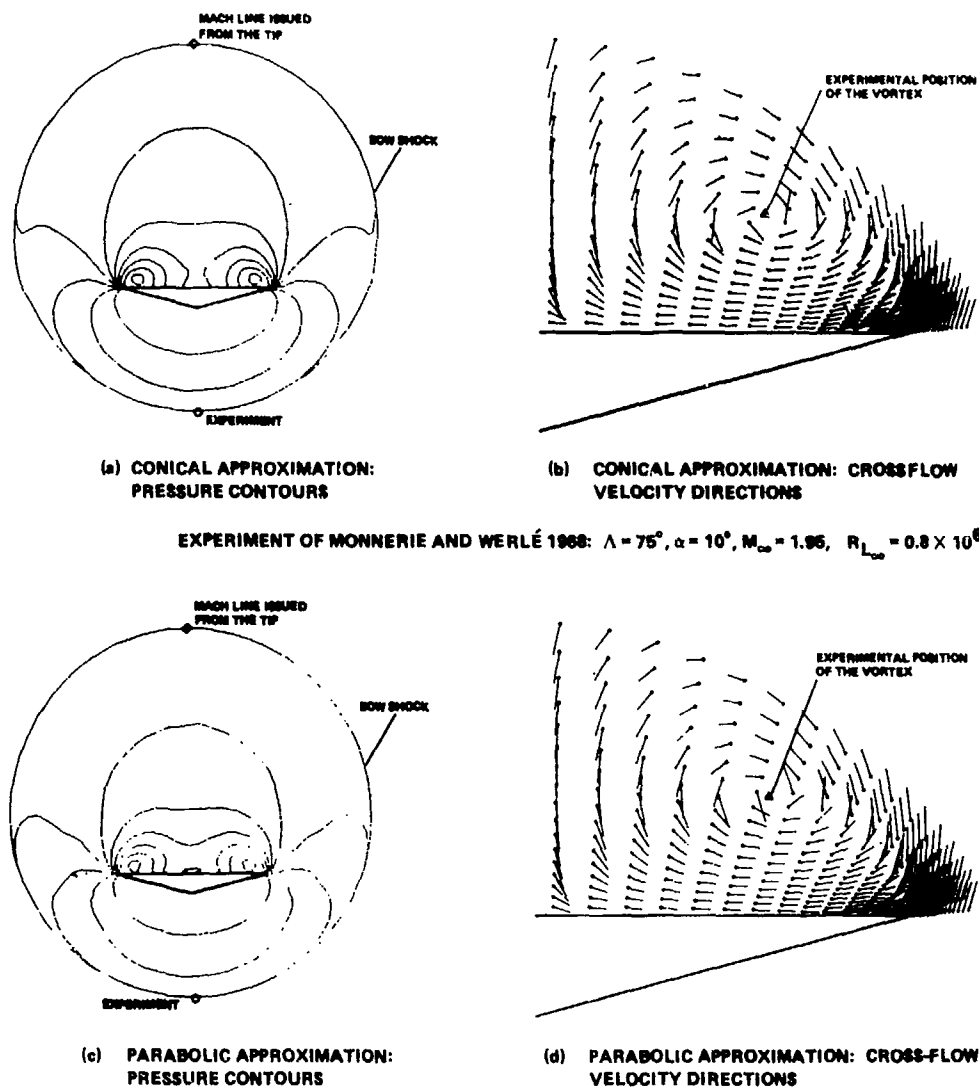 MACH LINE ISSUED
FROM THE TIP
BOW SHOCK
EXPERIMENT
(a) CONICAL APPROXIMATION:
PRESSURE CONTOURS
EXPERIMENTAL POSITION
OF THE VORTEX
(b) CONICAL APPROXIMATION: CROSSFLOW
VELOCITY DIRECTIONS
EXPERIMENT OF MONNERIE AND WERLÉ 1968: Λ = 75°, α = 10°, M∞ = 1.95, R_L∞ = 0.8 × 10⁶
MACH LINE ISSUED
FROM THE TIP
BOW SHOCK
EXPERIMENT
(c) PARABOLIC APPROXIMATION:
PRESSURE CONTOURS
EXPERIMENTAL POSITION
OF THE VORTEX
(d) PARABOLIC APPROXIMATION: CROSS-FLOW
VELOCITY DIRECTIONS